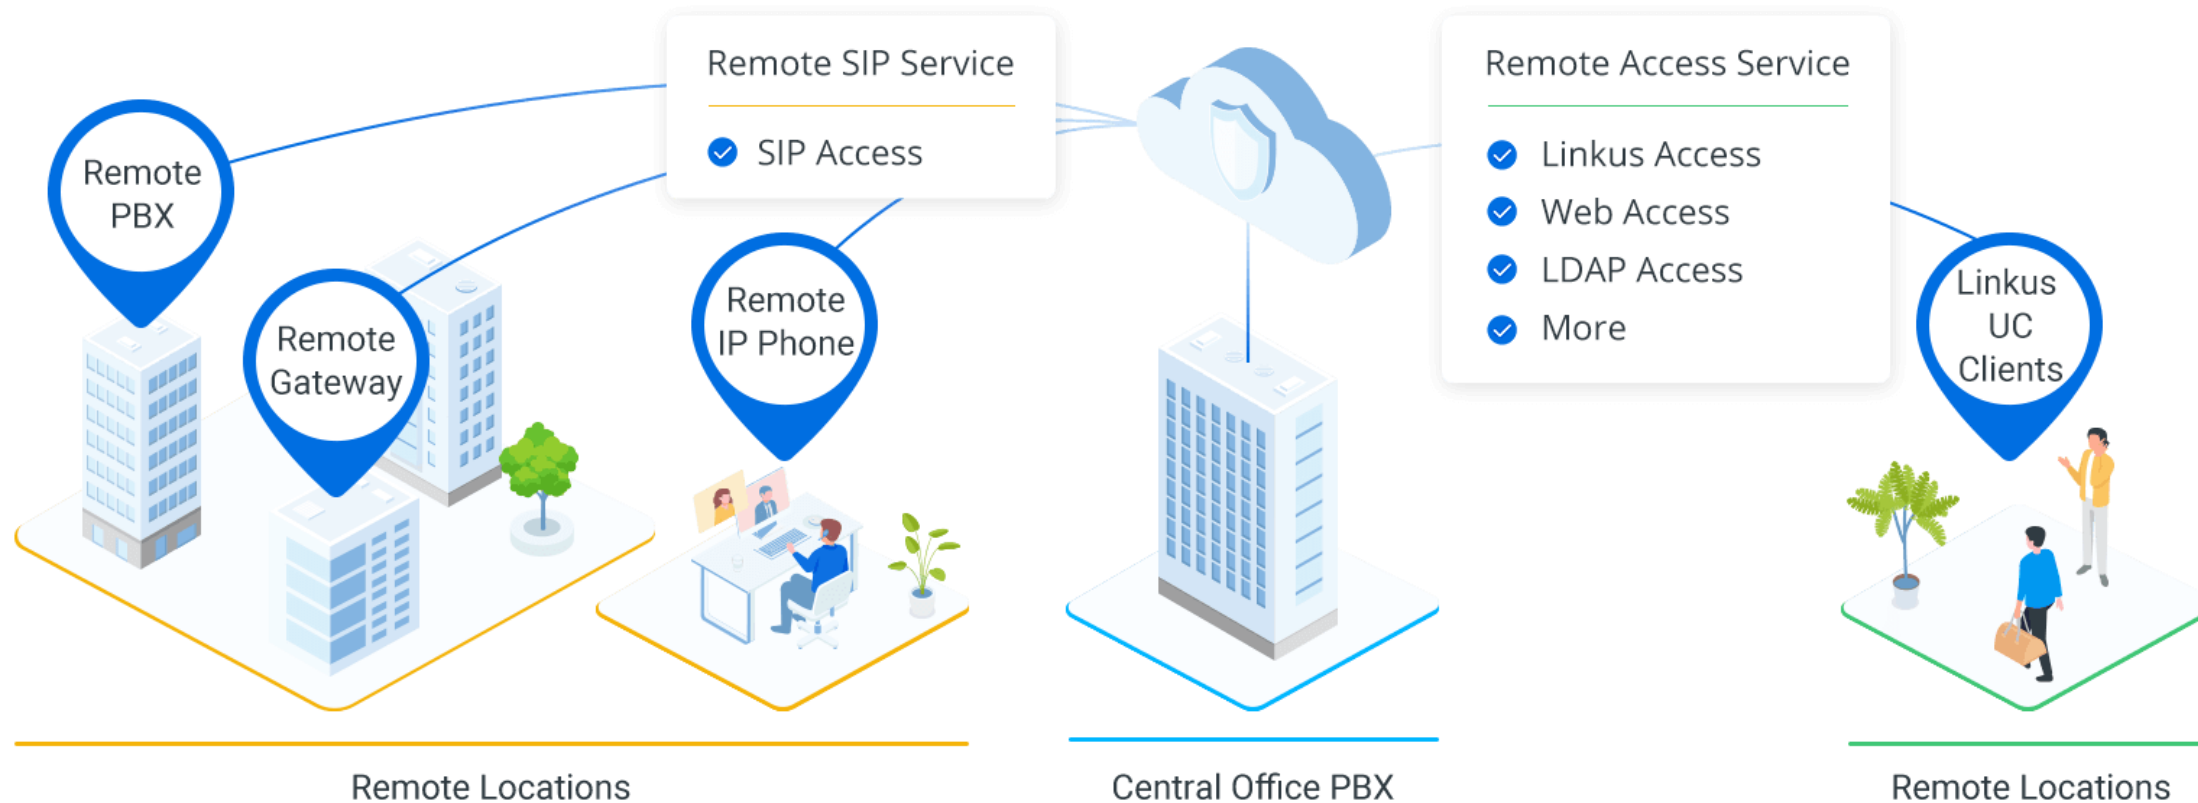 Remote SIP Service
SIP Access
Remote Access Service
Linkus Access
Web Access
LDAP Access
More
Remote
PBX
Remote
Gateway
Remote
IP Phone
Linkus
UC
Clients
Remote Locations
Central Office PBX
Remote Locations